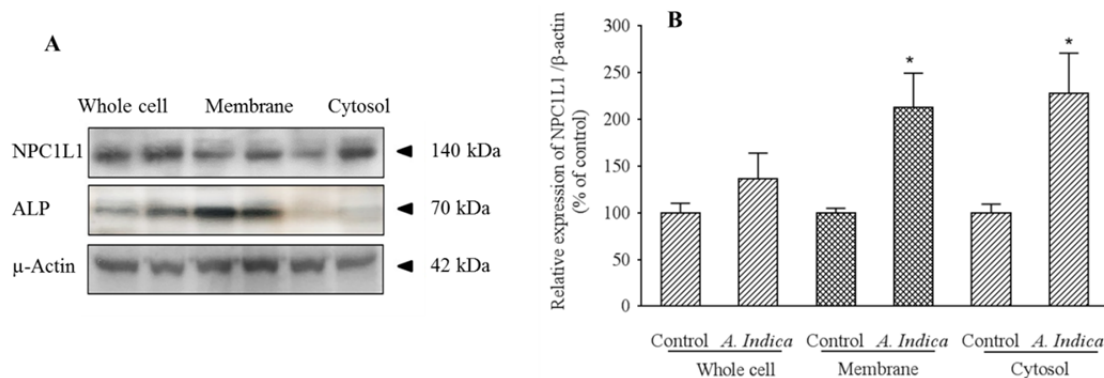 A
Whole cell Membrane Cytosol
NPC1L1 140 kDa
ALP 70 kDa
µ-Actin 42 kDa
B
Relative expression of NPC1L1 /β-actin
(% of control)
300
250
200
150
100
50
0
* *
Control A. Indica Control A. Indica Control A. Indica
Whole cell Membrane Cytosol